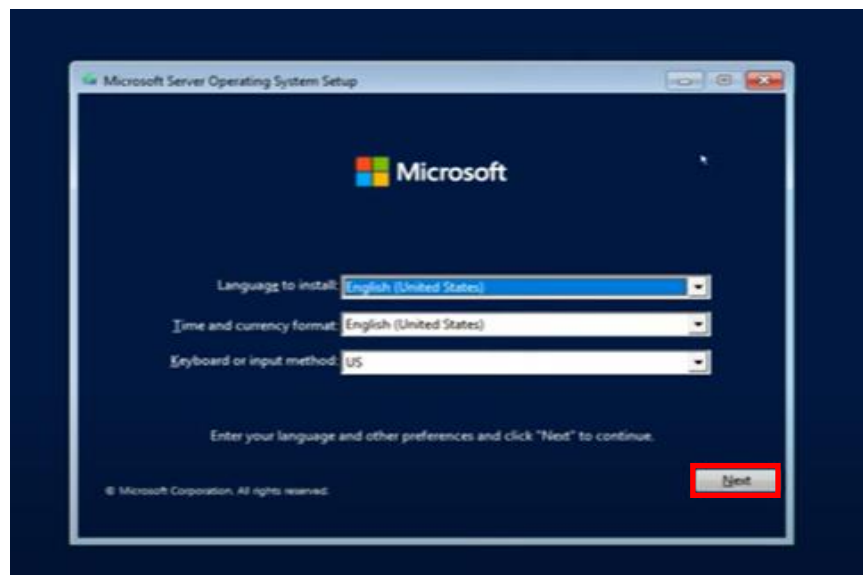 Microsoft Server Operating System Setup
Microsoft
Language to install: English (United States)
Time and currency format: English (United States)
Keyboard or input method: US
Enter your language and other preferences and click "Next" to continue.
Next
© Microsoft Corporation. All rights reserved.